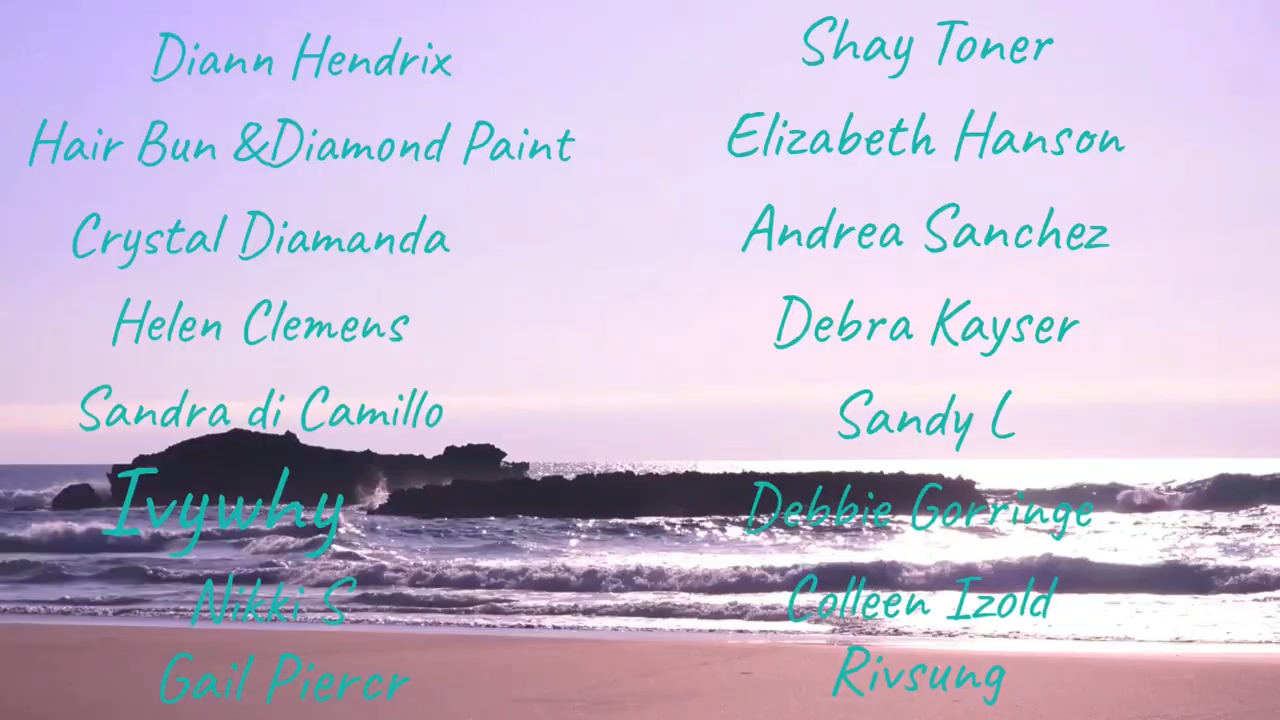 Diann Hendrix
Hair Bun &Diamond Paint
Crystal Diamanda
Helen Clemens
Sandra di Camillo
Ivywhy
Nikki S
Gail Piercr
Shay Toner
Elizabeth Hanson
Andrea Sanchez
Debra Kayser
Sandy L
Debbie Gorringe
Colleen Izold
Rivsung